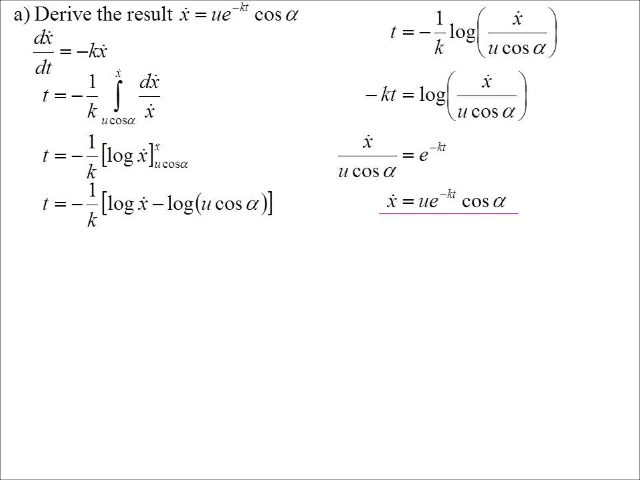 a) Derive the result ẋ = ue^{-kt} cos α
dẋ/dt = -kẋ
t = -1/k ∫_{u cos α}^{ẋ} dẋ/ẋ
t = -1/k [log ẋ]_{u cos α}^{ẋ}
t = -1/k [log ẋ - log(u cos α)]
t = -1/k log(ẋ/(u cos α))
-kt = log(ẋ/(u cos α))
ẋ/(u cos α) = e^{-kt}
ẋ = ue^{-kt} cos α